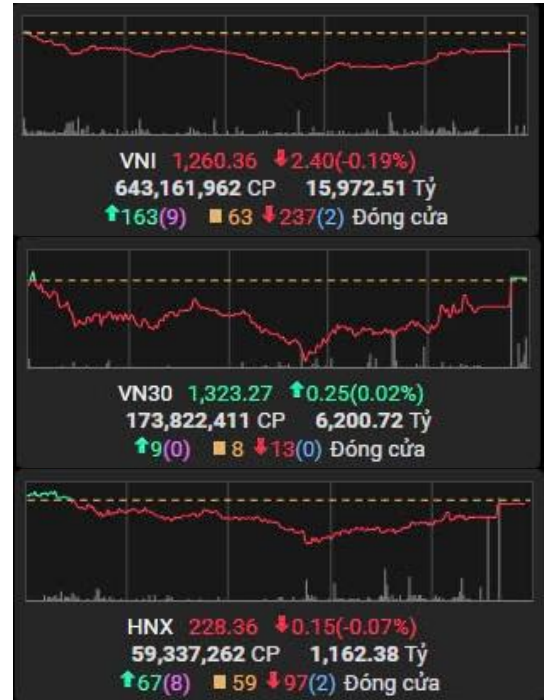 VNI 1,260.36 ⬇2.40(-0.19%)
643,161,962 CP 15,972.51 Tỷ
⬆163(9) ■ 63 ⬇237(2) Đóng cửa
VN30 1,323.27 ⬆0.25(0.02%)
173,822,411 CP 6,200.72 Tỷ
⬆9(0) ■ 8 ⬇13(0) Đóng cửa
HNX 228.36 ⬇0.15(-0.07%)
59,337,262 CP 1,162.38 Tỷ
⬆67(8) ■ 59 ⬇97(2) Đóng cửa